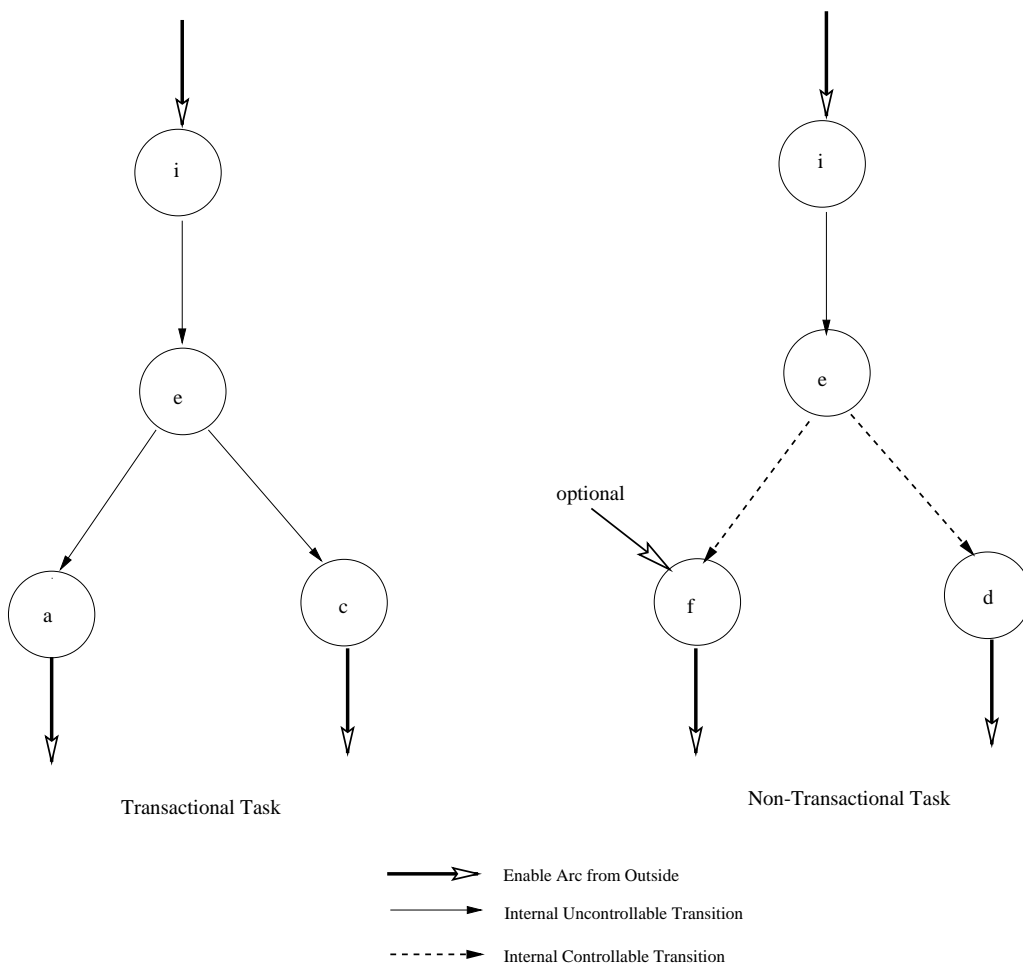 i
i
e
e
optional
a
c
f
d
Transactional Task
Non-Transactional Task
Enable Arc from Outside
Internal Uncontrollable Transition
Internal Controllable Transition